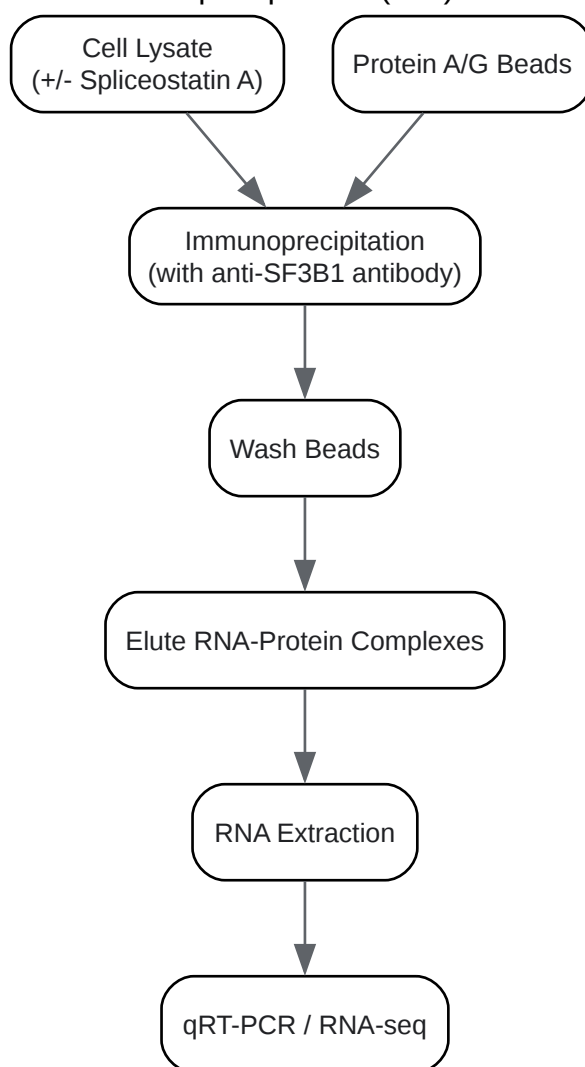 Cell Lysate
(+/- Spliceostatin A)
Protein A/G Beads
Immunoprecipitation
(with anti-SF3B1 antibody)
Wash Beads
Elute RNA-Protein Complexes
RNA Extraction
qRT-PCR / RNA-seq